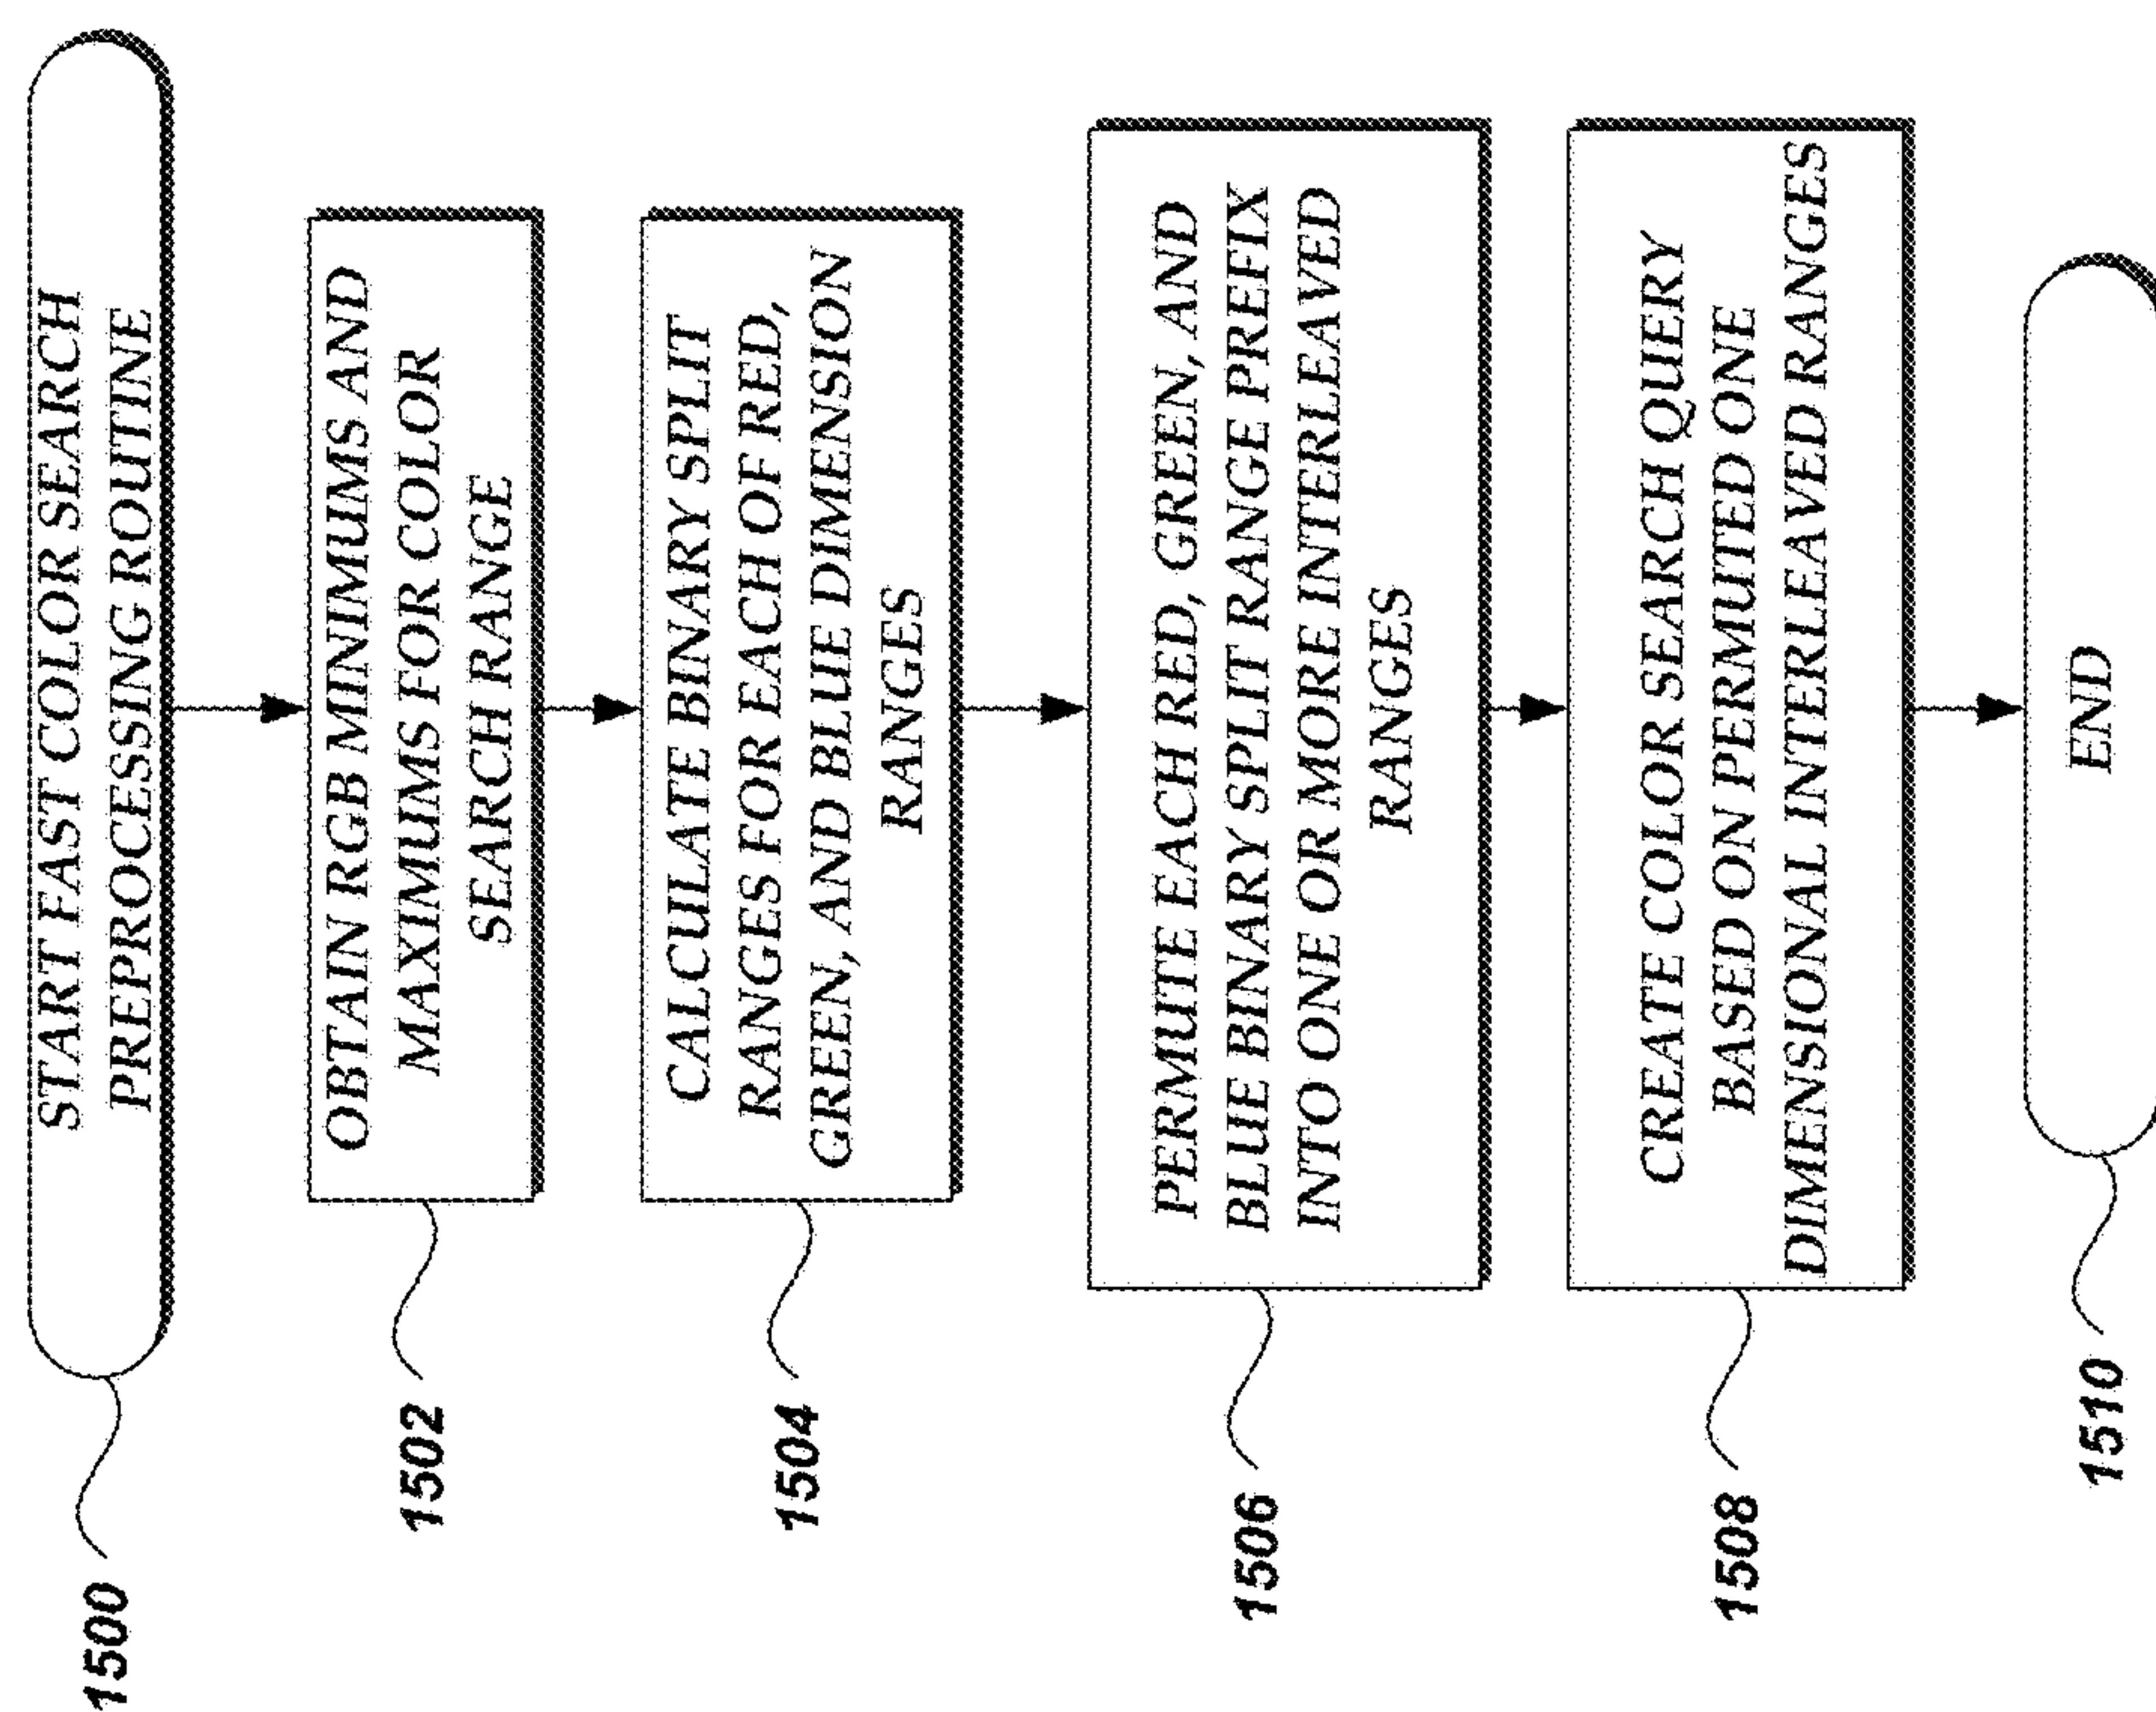 START FAST COLOR SEARCH
PREPROCESSING ROUTINE
1500
OBTAIN RGB MINIMUMS AND
MAXIMUMS FOR COLOR
SEARCH RANGE
1502
CALCULATE BINARY SPLIT
RANGES FOR EACH OF RED,
GREEN, AND BLUE DIMENSION
RANGES
1504
PERMUTE EACH RED, GREEN, AND
BLUE BINARY SPLIT RANGE PREFIX
INTO ONE OR MORE INTERLEAVED
RANGES
1506
CREATE COLOR SEARCH QUERY
BASED ON PERMUTED ONE
DIMENSIONAL INTERLEAVED RANGES
1508
END
1510